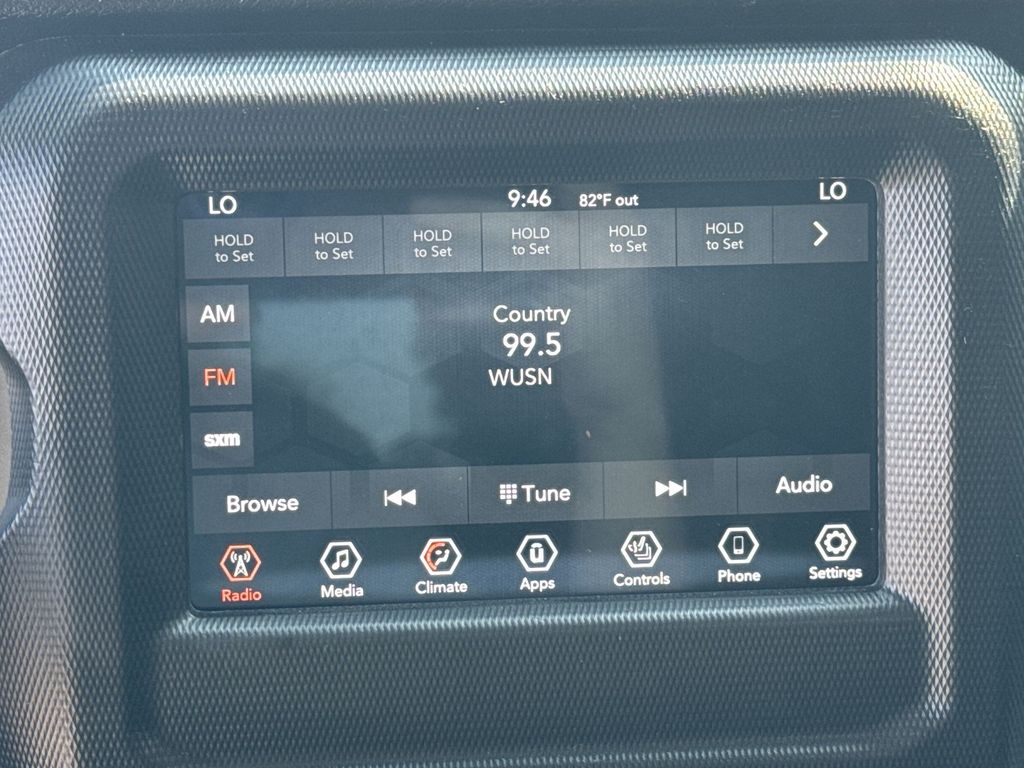 LO 9:46 82°F out LO
HOLD to Set
HOLD to Set
HOLD to Set
HOLD to Set
HOLD to Set
HOLD to Set
AM
FM
sxm
Country
99.5
WUSN
Browse
Tune
Audio
Radio
Media
Climate
Apps
Controls
Phone
Settings